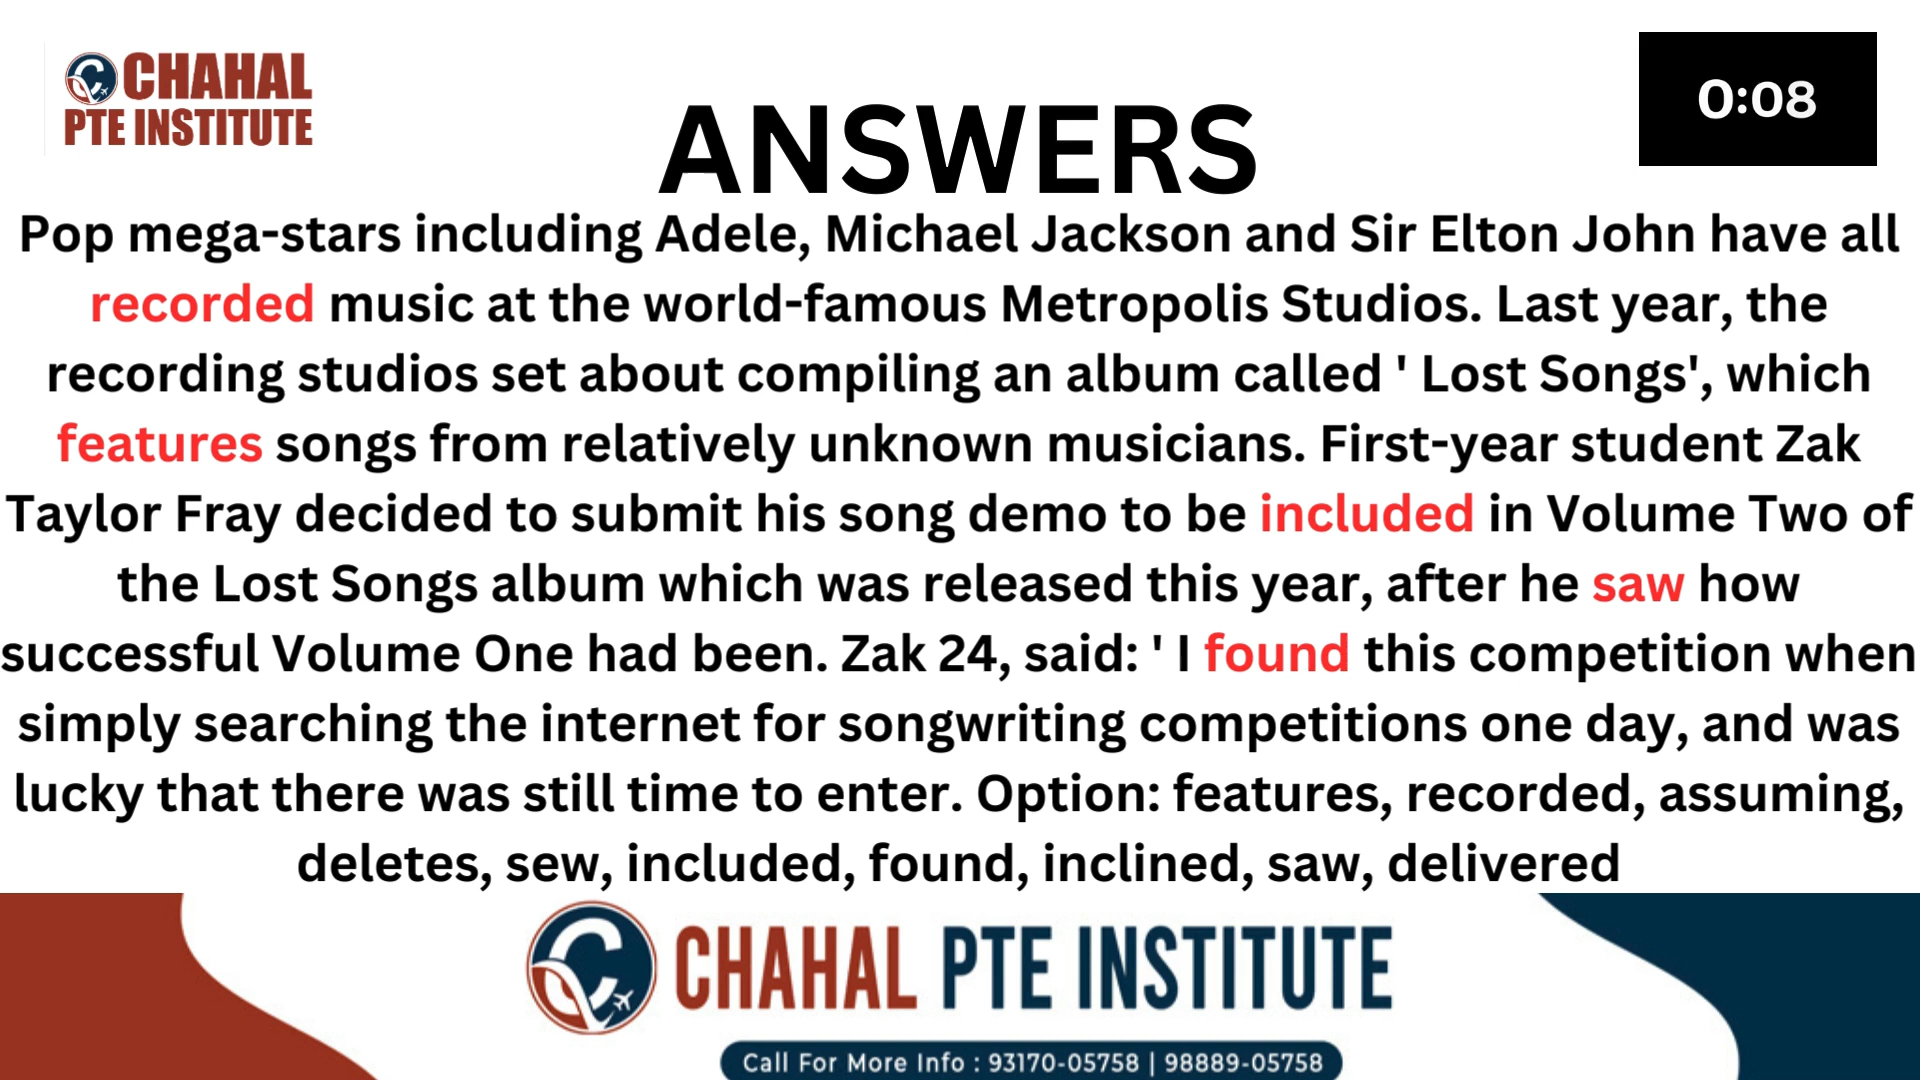 CHAHAL
PTE INSTITUTE
0:08
ANSWERS
Pop mega-stars including Adele, Michael Jackson and Sir Elton John have all
recorded music at the world-famous Metropolis Studios. Last year, the
recording studios set about compiling an album called ' Lost Songs', which
features songs from relatively unknown musicians. First-year student Zak
Taylor Fray decided to submit his song demo to be included in Volume Two of
the Lost Songs album which was released this year, after he saw how
successful Volume One had been. Zak 24, said: ' I found this competition when
simply searching the internet for songwriting competitions one day, and was
lucky that there was still time to enter. Option: features, recorded, assuming,
deletes, sew, included, found, inclined, saw, delivered
CHAHAL PTE INSTITUTE
Call For More Info : 93170-05758 | 98889-05758